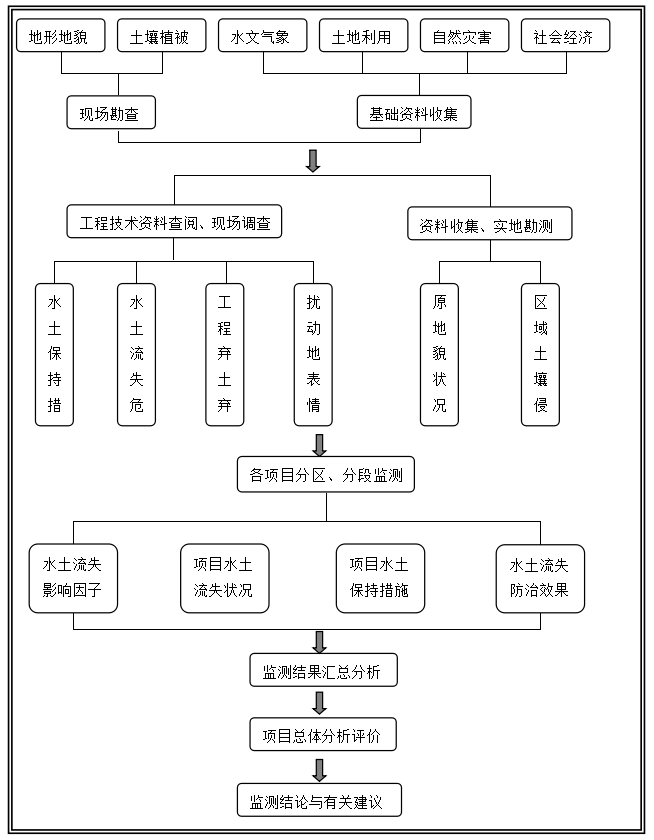 地形地貌
土壤植被
水文气象
土地利用
自然灾害
社会经济
现场勘查
基础资料收集
工程技术资料查阅、现场调查
资料收集、实地勘测
水土保持措
水土流失危
工程弃土弃
扰动地表情
原地貌状况
区域土壤侵
各项目分区、分段监测
水土流失
影响因子
项目水土
流失状况
项目水土
保持措施
水土流失
防治效果
监测结果汇总分析
项目总体分析评价
监测结论与有关建议